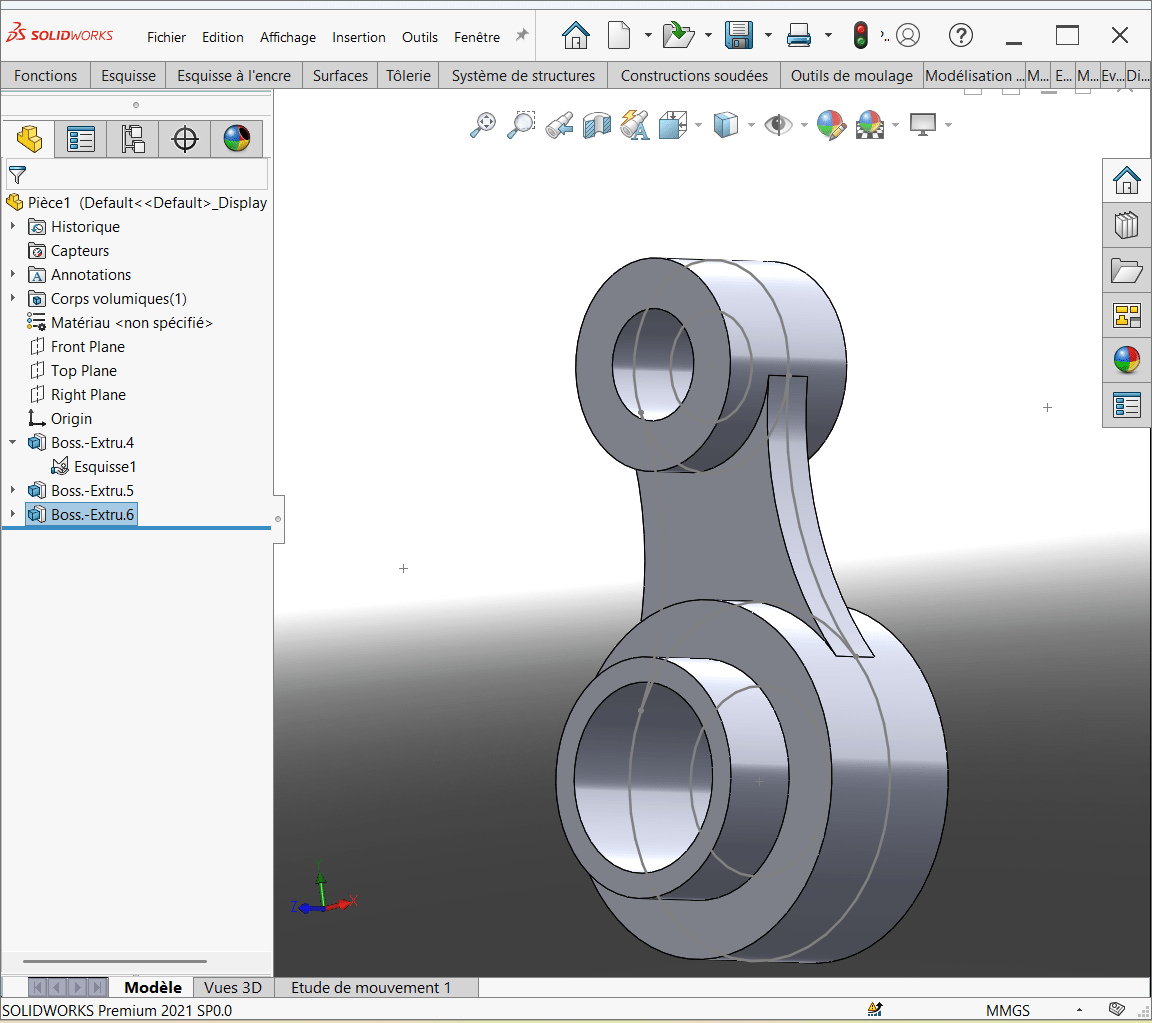 SOLIDWORKS Fichier Edition Affichage Insertion Outils Fenêtre
Fonctions Esquisse Esquisse à l'encre Surfaces Tôlerie Système de structures Constructions soudées Outils de moulage Modélisation ... M... E... M... Ev... Di...
Pièce1 (Default<<Default>_Display
Historique
Capteurs
Annotations
Corps volumiques(1)
Matériau <non spécifié>
Front Plane
Top Plane
Right Plane
Origin
Boss.-Extru.4
Esquisse1
Boss.-Extru.5
Boss.-Extru.6
Y
Z X
Modèle Vues 3D Etude de mouvement 1
SOLIDWORKS Premium 2021 SP0.0 MMGS